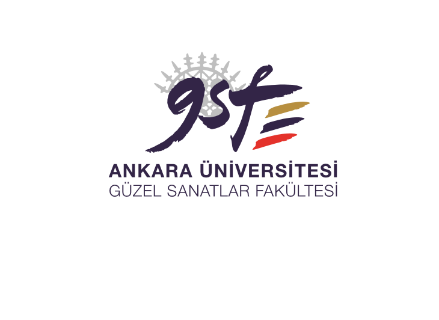 gsf
ANKARA ÜNİVERSİTESİ
GÜZEL SANATLAR FAKÜLTESİ